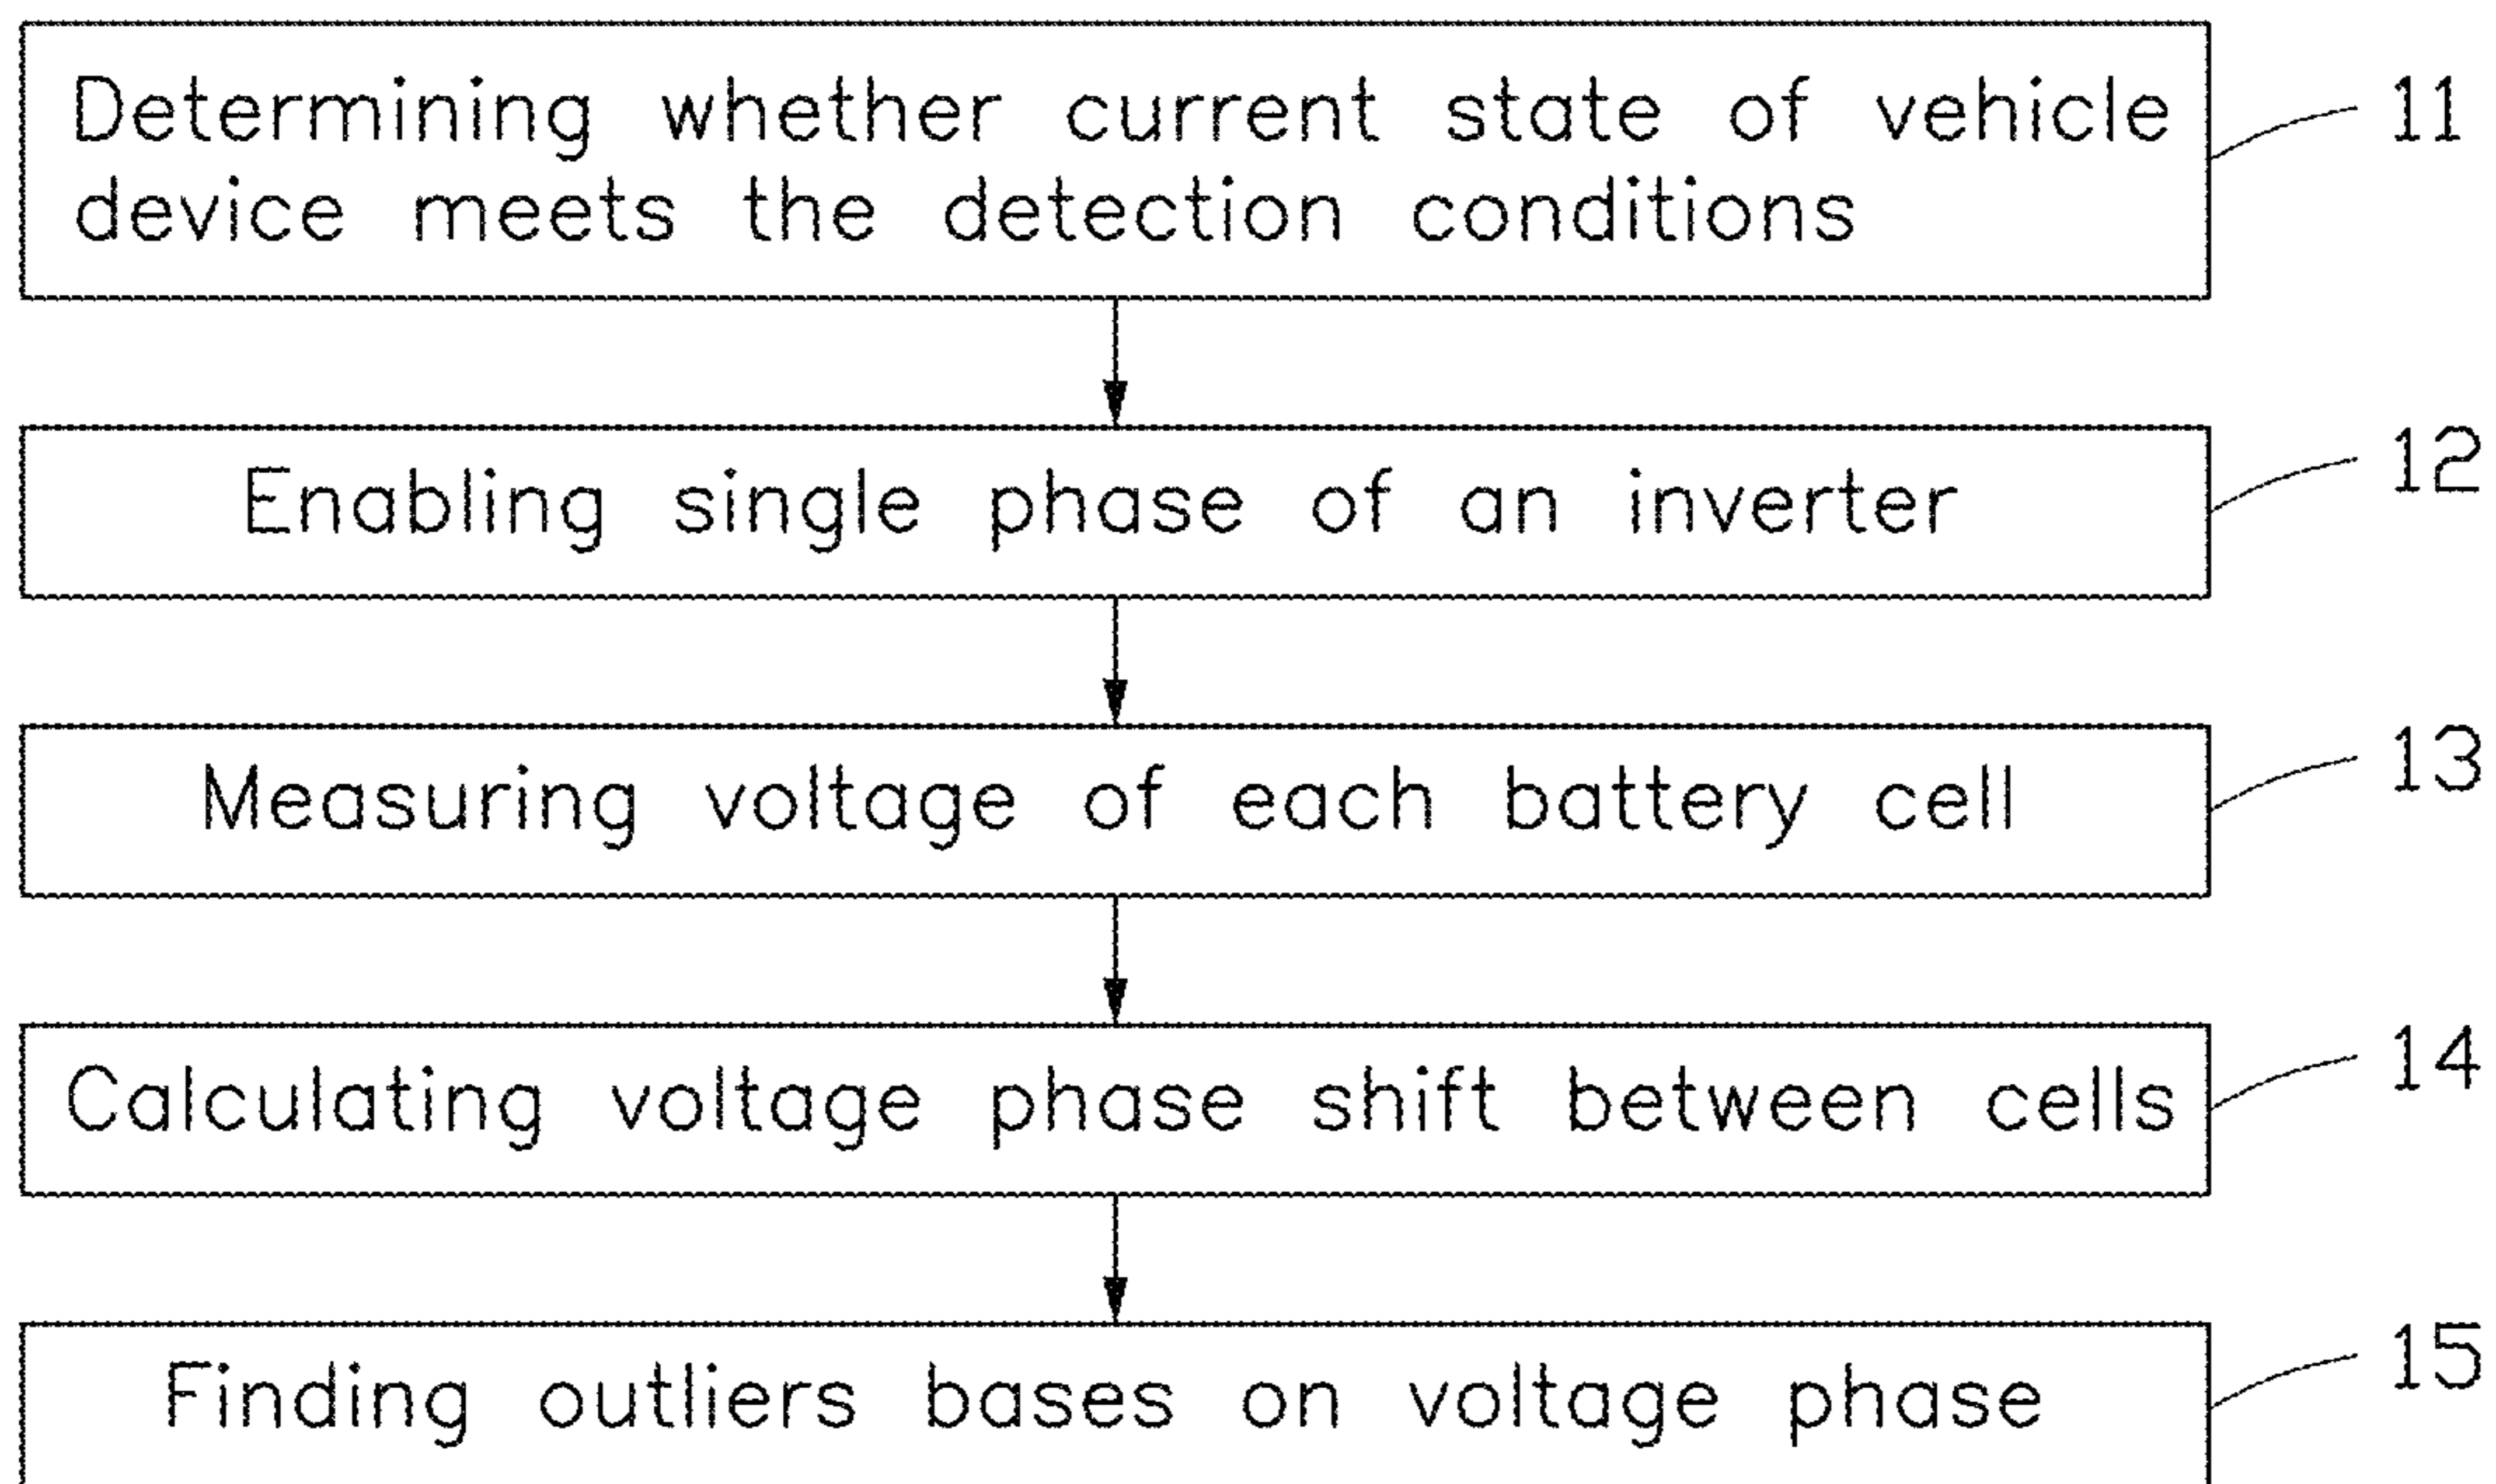 Determining whether current state of vehicle
device meets the detection conditions
11
Enabling single phase of an inverter
12
Measuring voltage of each battery cell
13
Calculating voltage phase shift between cells
14
Finding outliers bases on voltage phase
15